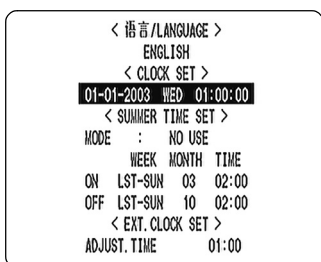 < 语言/LANGUAGE >
ENGLISH
< CLOCK SET >
01-01-2003 WED 01:00:00
< SUMMER TIME SET >
MODE : NO USE
WEEK MONTH TIME
ON LST-SUN 03 02:00
OFF LST-SUN 10 02:00
< EXT. CLOCK SET >
ADJUST. TIME 01:00